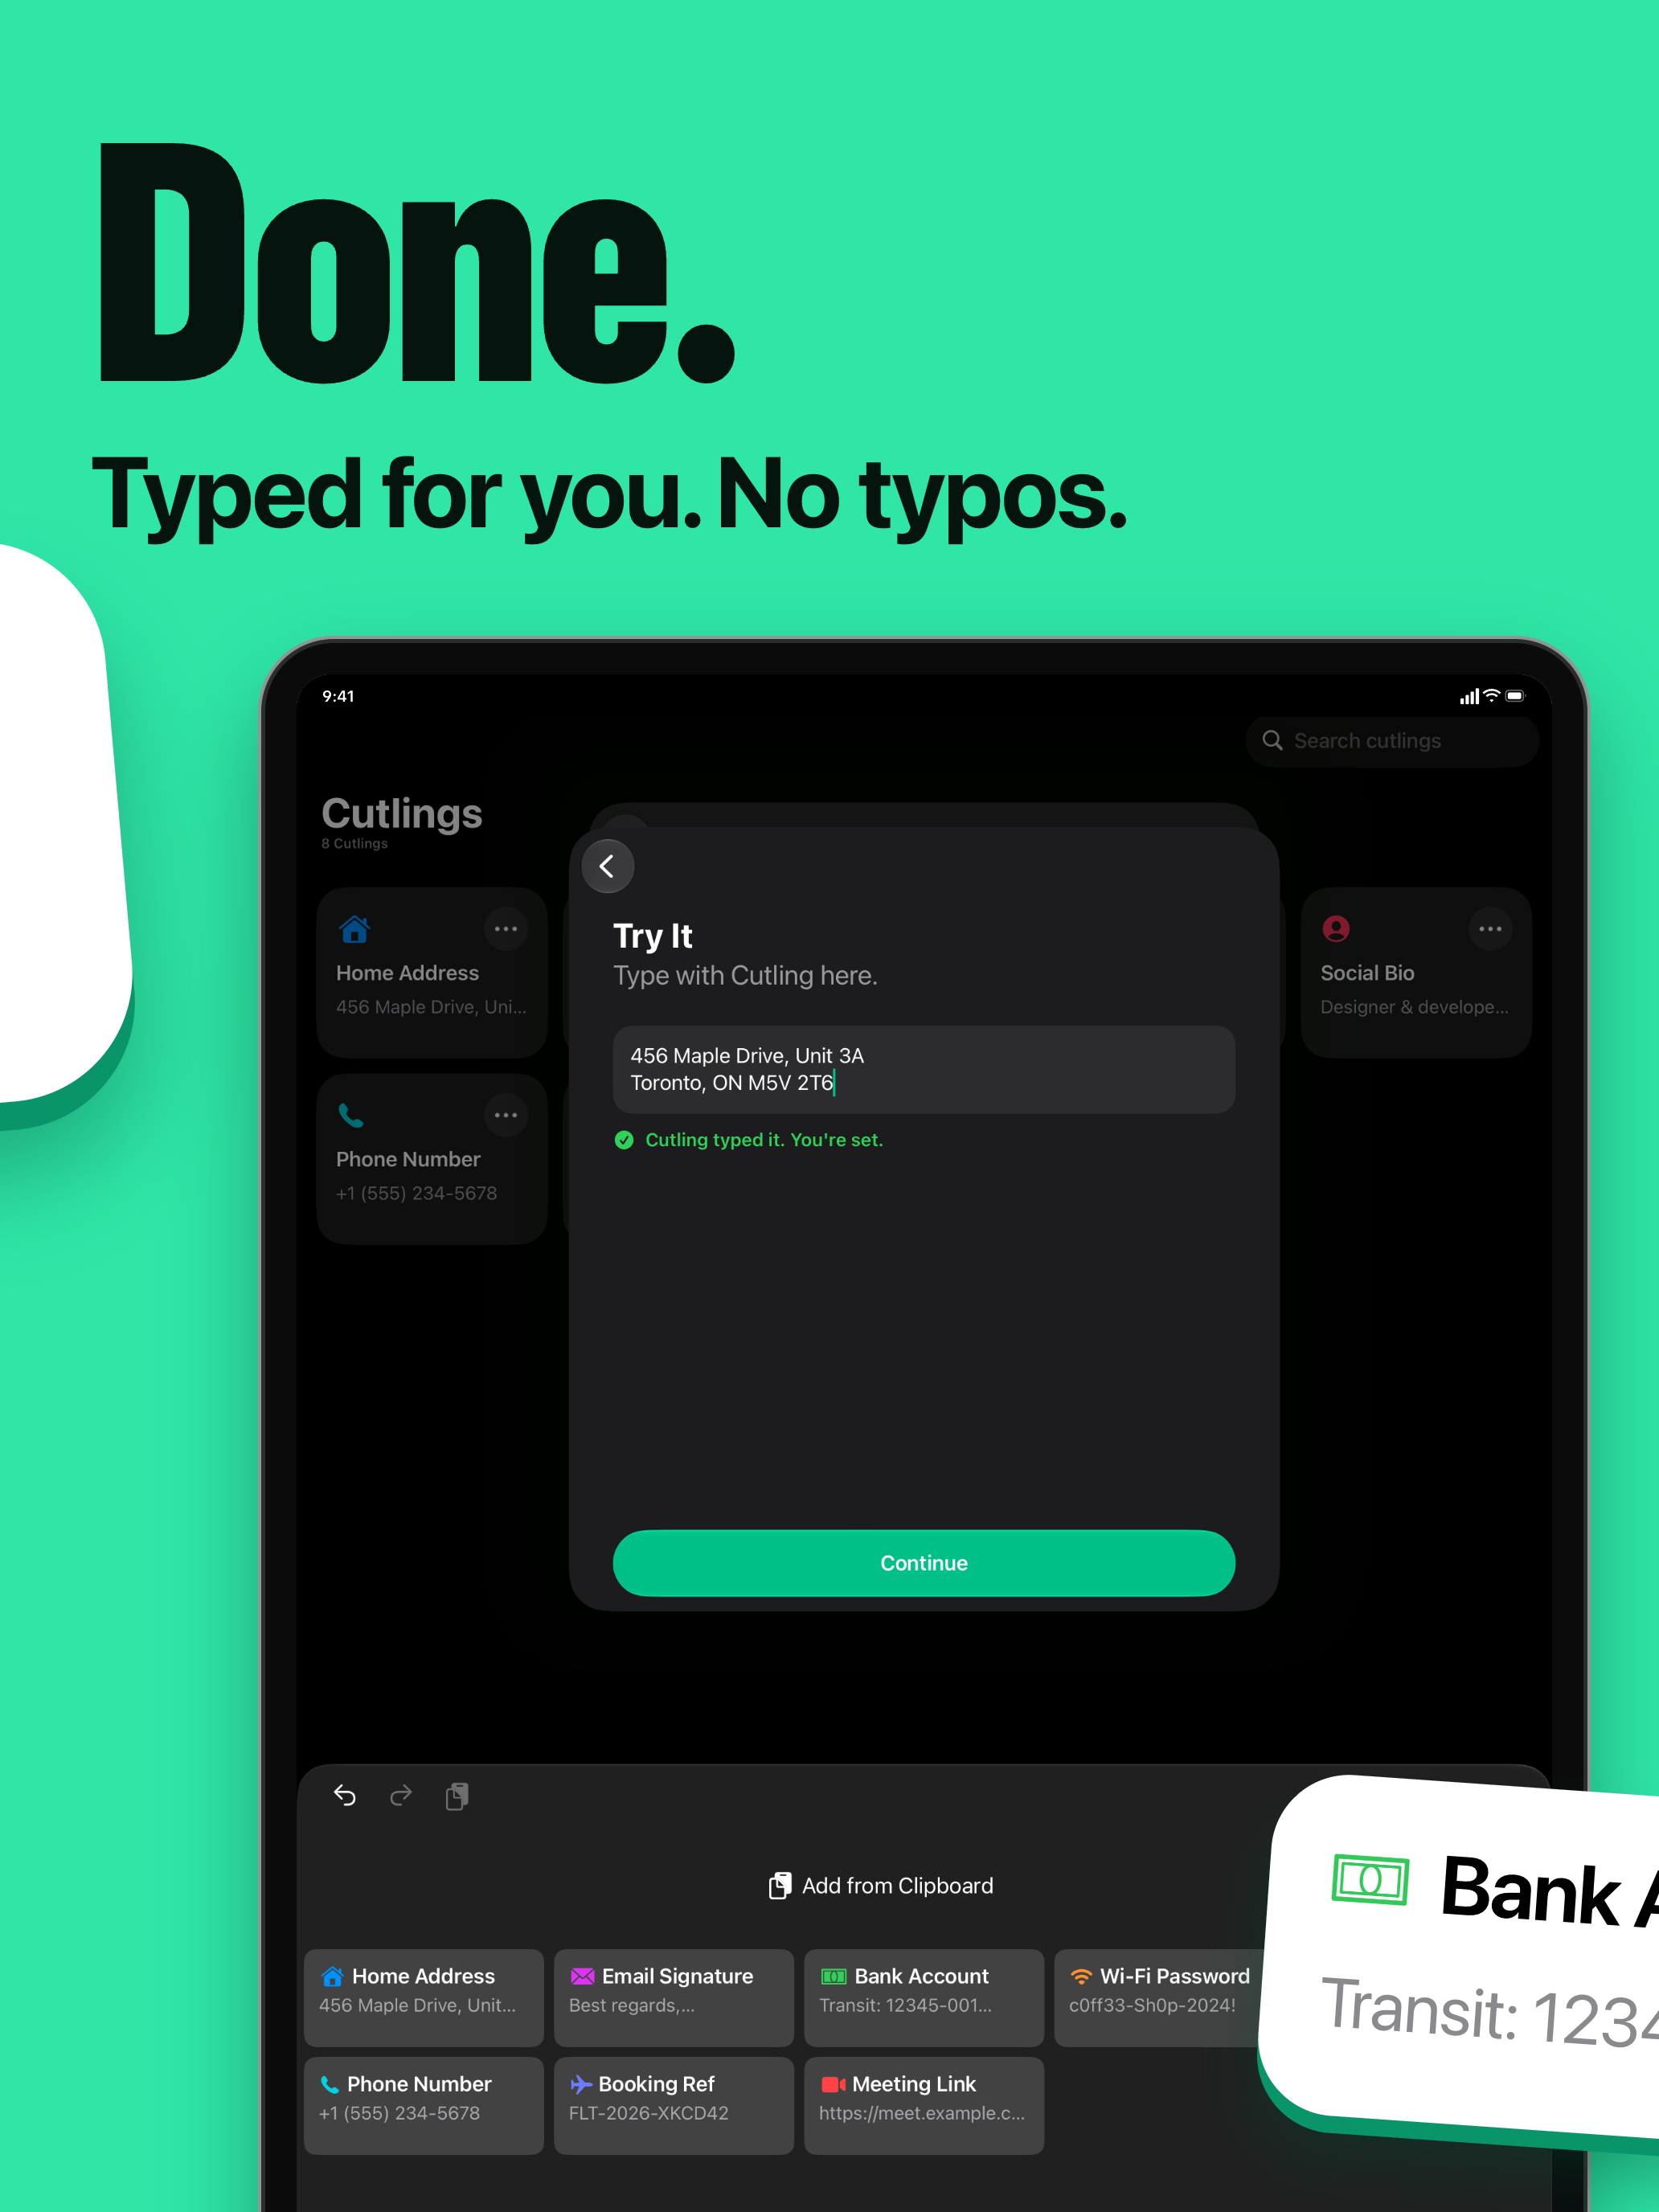 Done.
Typed for you. No typos.
9:41
Search cutlings
Cutlings
8 Cutlings
Home Address
456 Maple Drive, Uni...
Social Bio
Designer & develope...
Phone Number
+1 (555) 234-5678
Try It
Type with Cutling here.
456 Maple Drive, Unit 3A
Toronto, ON M5V 2T6
Cutling typed it. You're set.
Continue
Add from Clipboard
Home Address
456 Maple Drive, Unit...
Email Signature
Best regards,...
Bank Account
Transit: 12345-001...
Wi-Fi Password
c0ff33-Sh0p-2024!
Phone Number
+1 (555) 234-5678
Booking Ref
FLT-2026-XKCD42
Meeting Link
https://meet.example.c...
Bank A
Transit: 1234